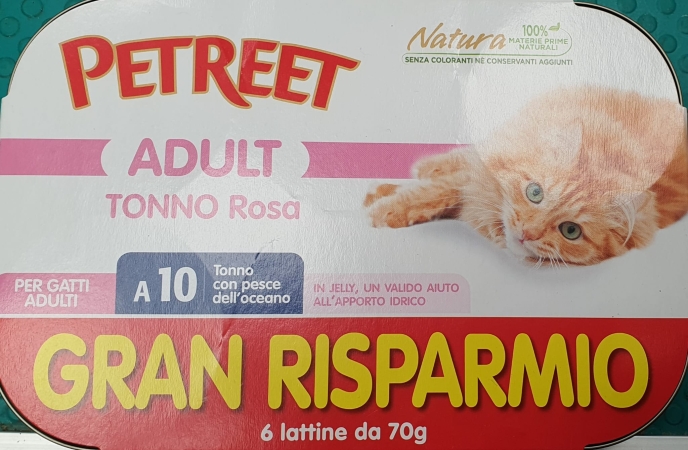 PETREET
Natura 100% MATERIE PRIME NATURALI
SENZA COLORANTI NÈ CONSERVANTI AGGIUNTI
ADULT
TONNO Rosa
PER GATTI
ADULTI
A 10
Tonno
con pesce
dell'oceano
IN JELLY, UN VALIDO AIUTO
ALL'APPORTO IDRICO
GRAN RISPARMIO
6 lattine da 70g